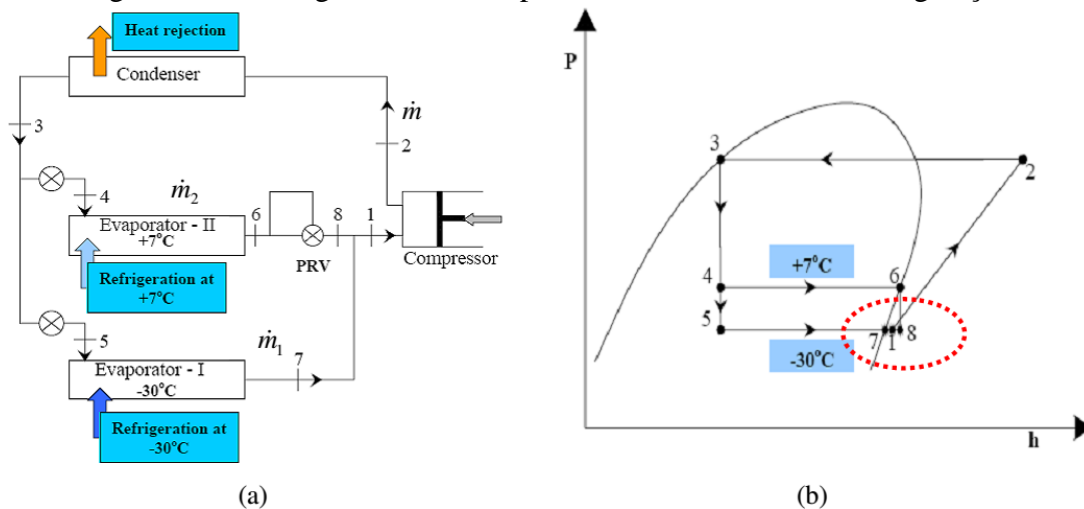 Heat rejection
Condenser
ṁ
3
2
4
ṁ₂
Evaporator - II
+7°C
6
8
1
PRV
Compressor
Refrigeration at
+7°C
5
ṁ₁
7
Evaporator - I
-30°C
Refrigeration at
-30°C
(a)
P
3
2
+7°C
4
6
5
7
1
8
-30°C
h
(b)